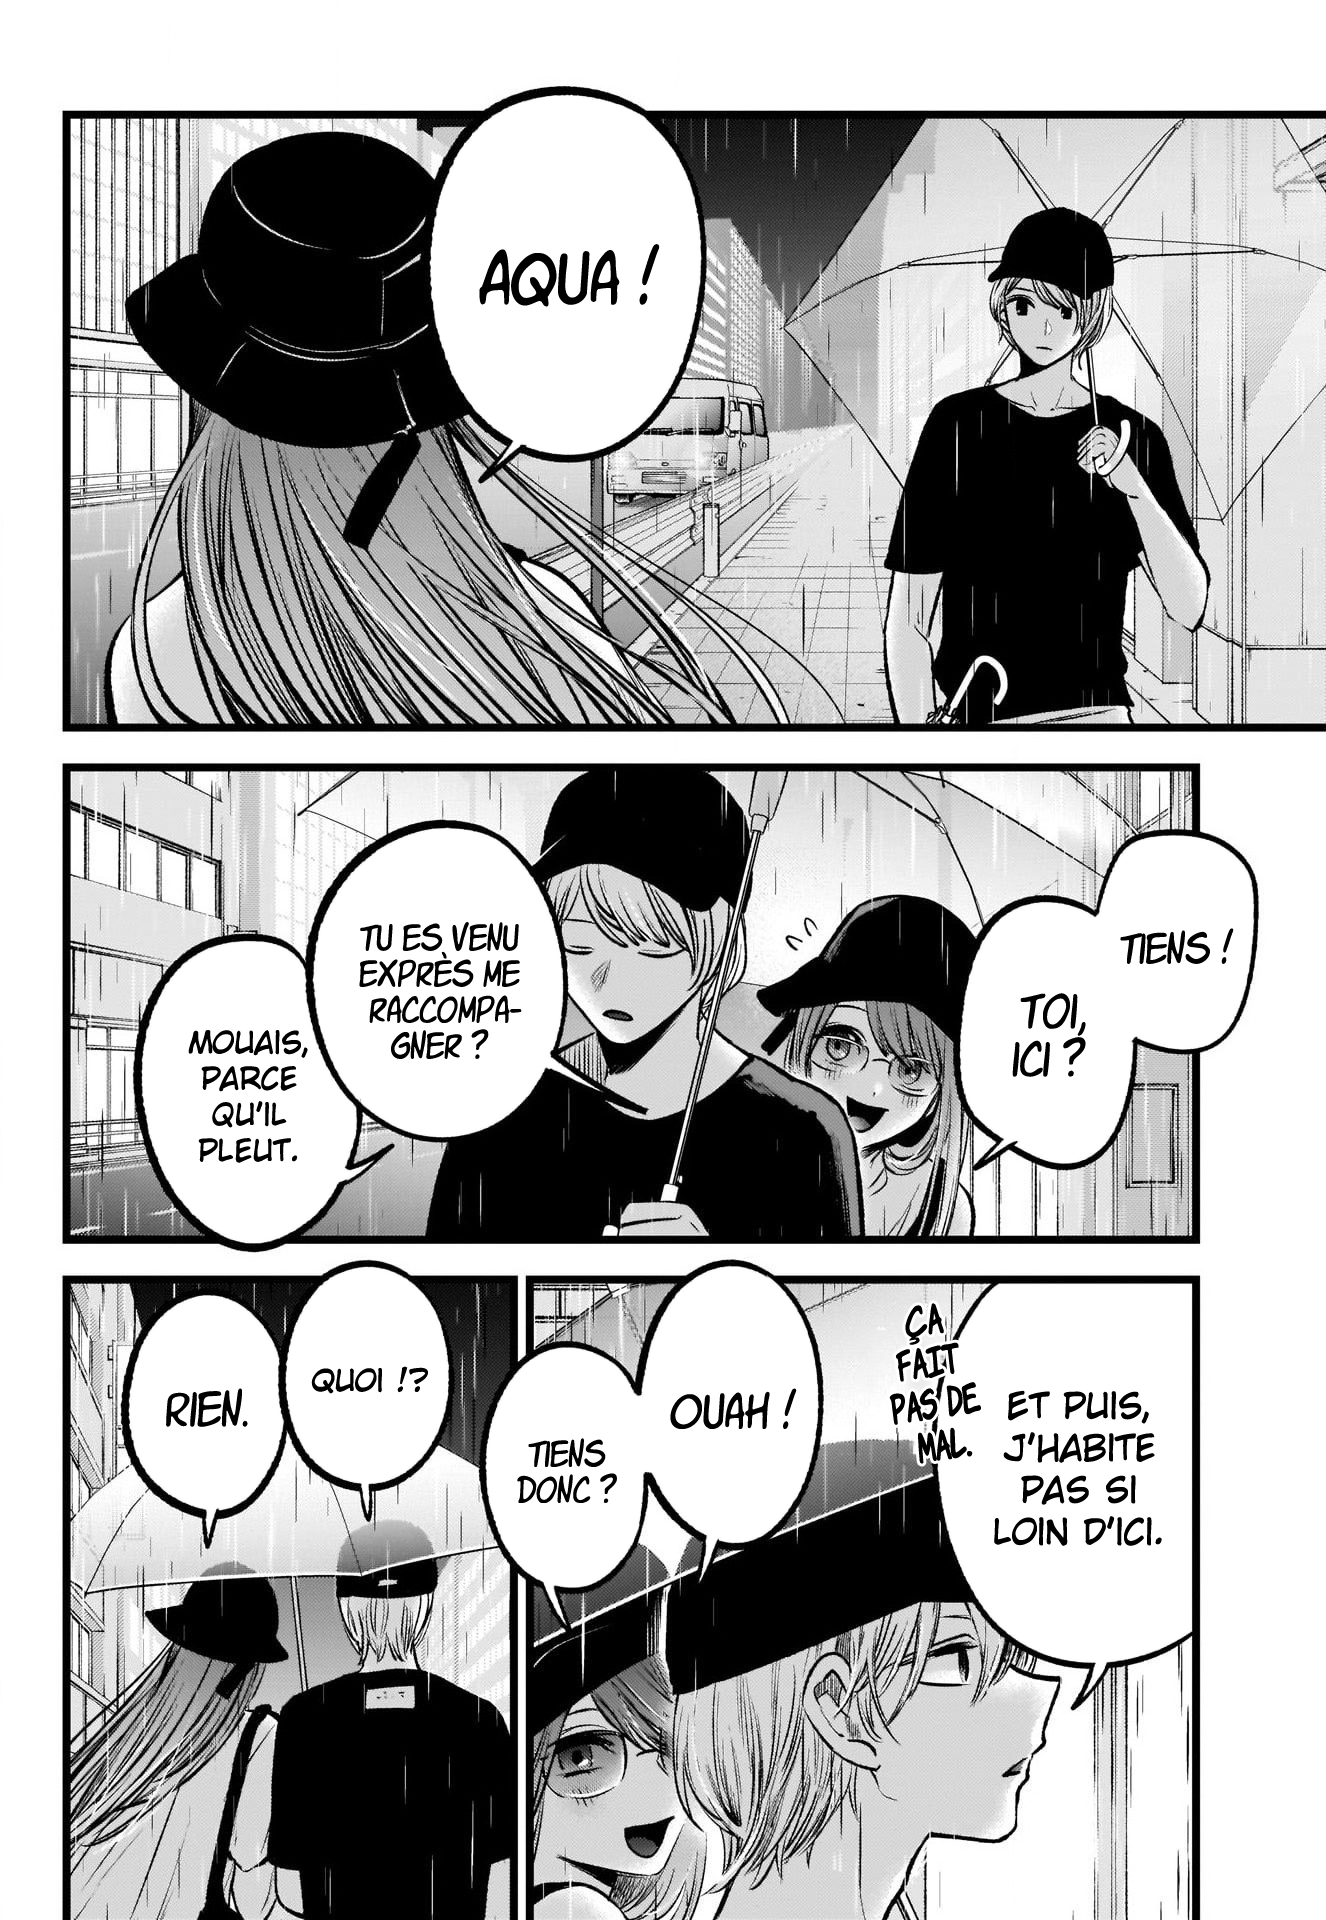 AQUA !
TIENS !
TOI,
ICI ?
TU ES VENU
EXPRÈS ME
RACCOMPA-
GNER ?
MOUAIS,
PARCE
QU'IL
PLEUT.
ET PUIS,
J'HABITE
PAS SI
LOIN D'ICI.
ÇA
FAIT
PAS DE
MAL.
OUAH !
TIENS
DONC ?
QUOI !?
RIEN.